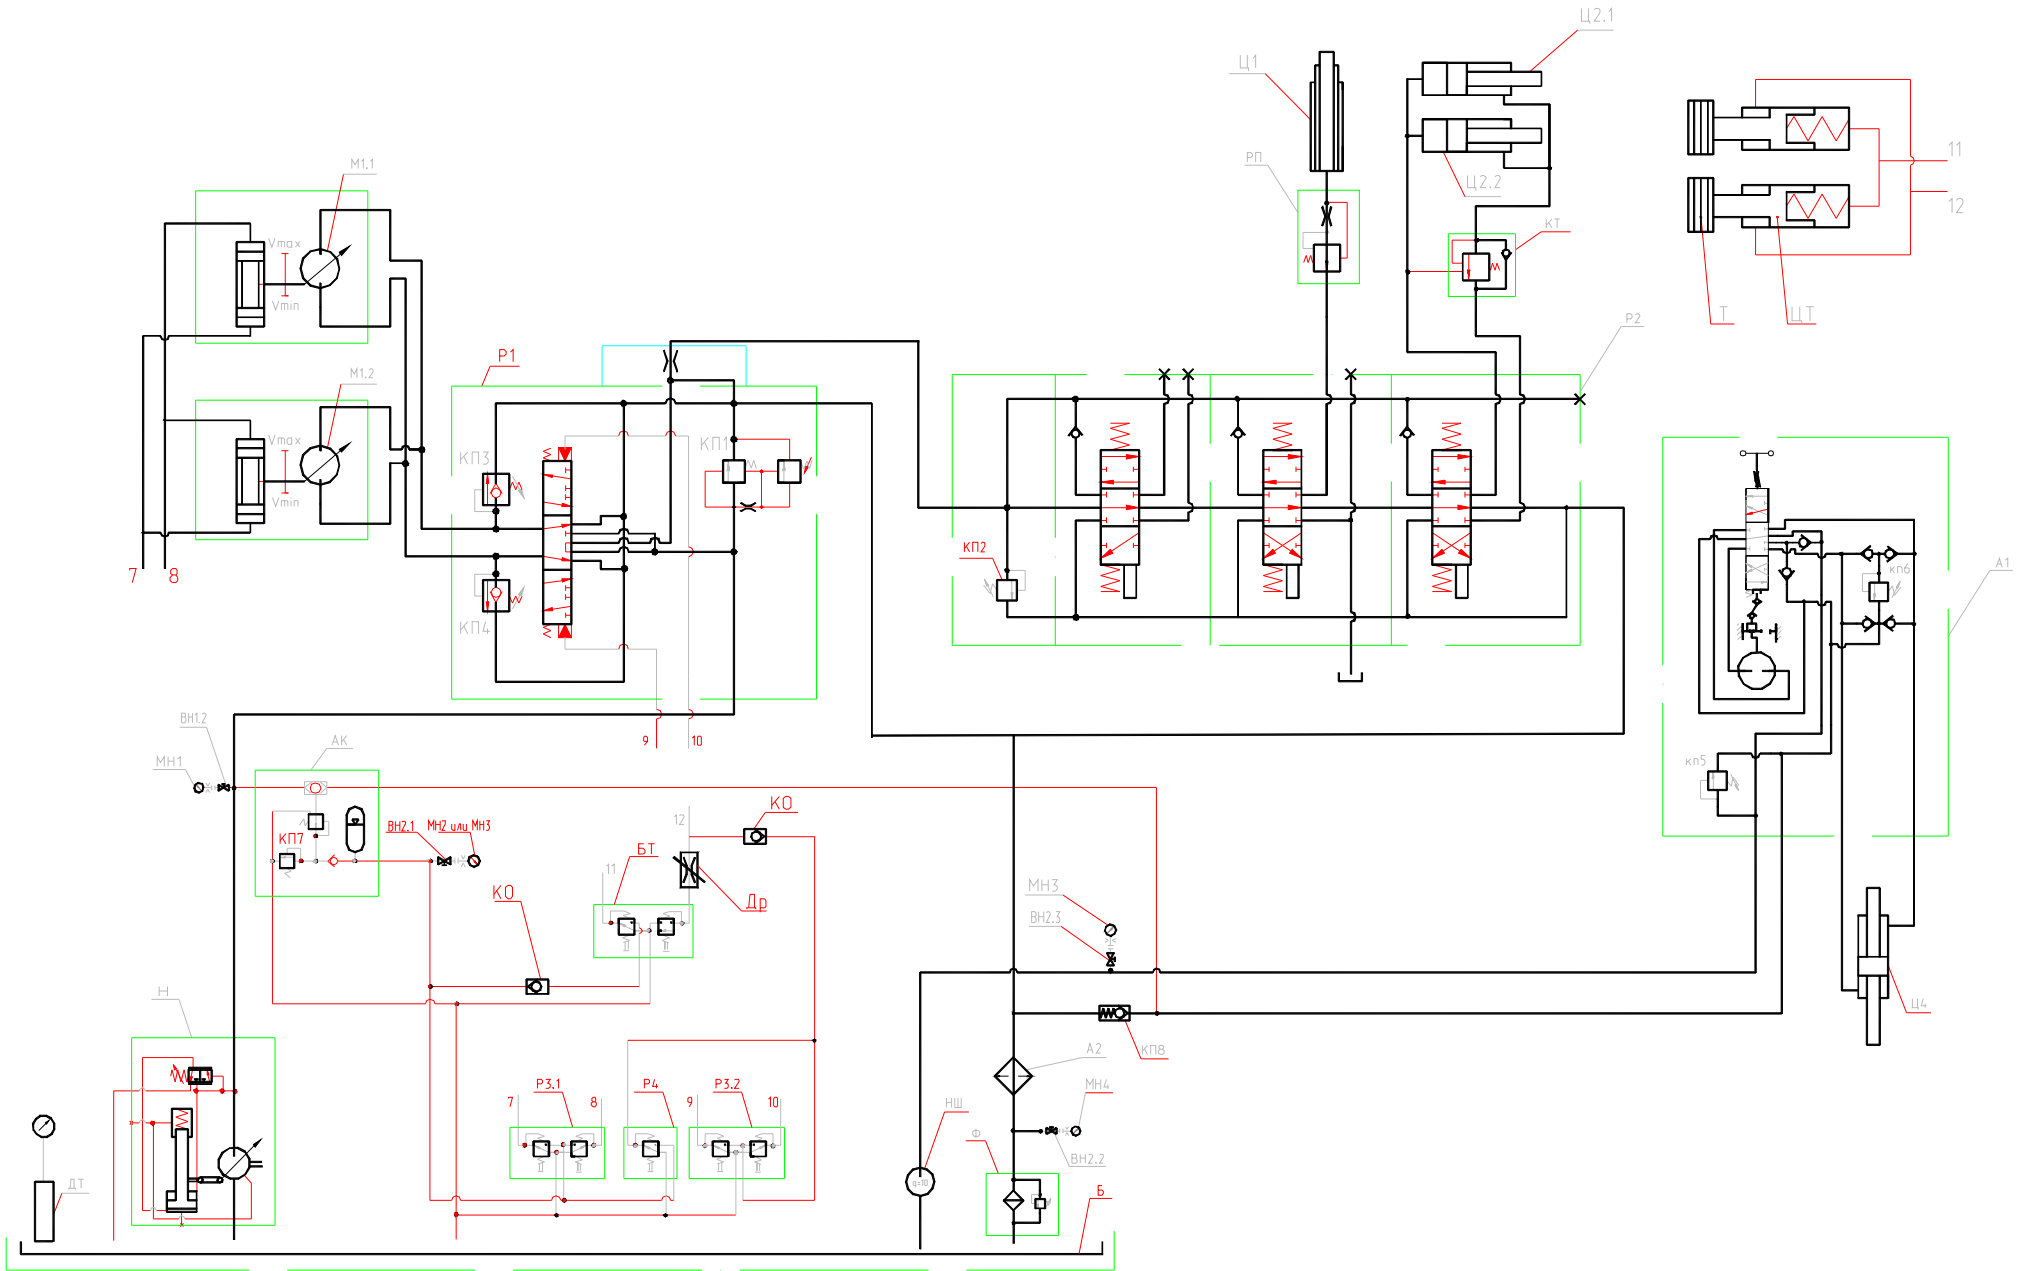 Ц2.1
Ц1
РП
Ц2.2
КТ
11
12
Т
ЦТ
М1.1
Vmax
Vmin
М1.2
Vmax
Vmin
7
8
Р1
Р2
КП1
КП3
КП4
КП2
9
10
кп6
А1
кп5
ВН1.2
МН1
АК
КП7
ВН2.1
МН2 или МН3
12
КО
БТ
11
Др
КО
МН3
ВН2.3
Ц4
Н
КП8
А2
МН4
НШ
Ф
ВН2.2
q=10
Б
Р3.1
Р4
Р3.2
7
8
9
10
ДТ